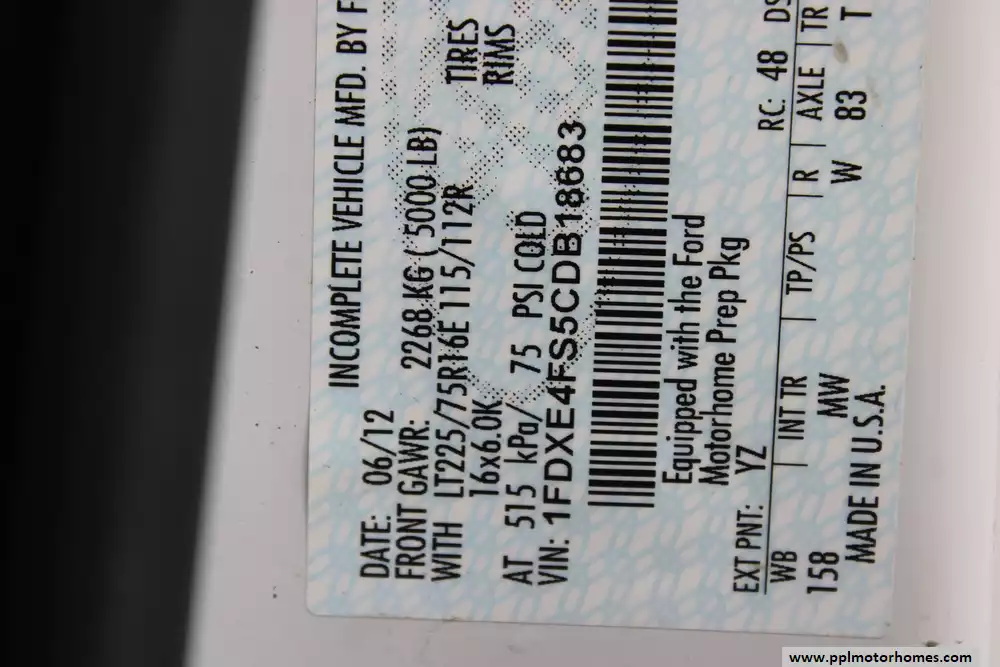 INCOMPLETE VEHICLE MFD. BY F
DATE: 06/12
FRONT GAWR: 2268 KG ( 5000 LB)
WITH LT225/75R16E 115/112R TIRES
16x6.0K RIMS
AT 515 kPa/ 75 PSI COLD
VIN: 1FDXE4FS5CDB18683
Equipped with the Ford
Motorhome Prep Pkg
EXT PNT: YZ RC: 48 DS
WB INT TR TP/PS R AXLE TR
158 MW W 83 T
MADE IN U.S.A.
www.pplmotorhomes.com